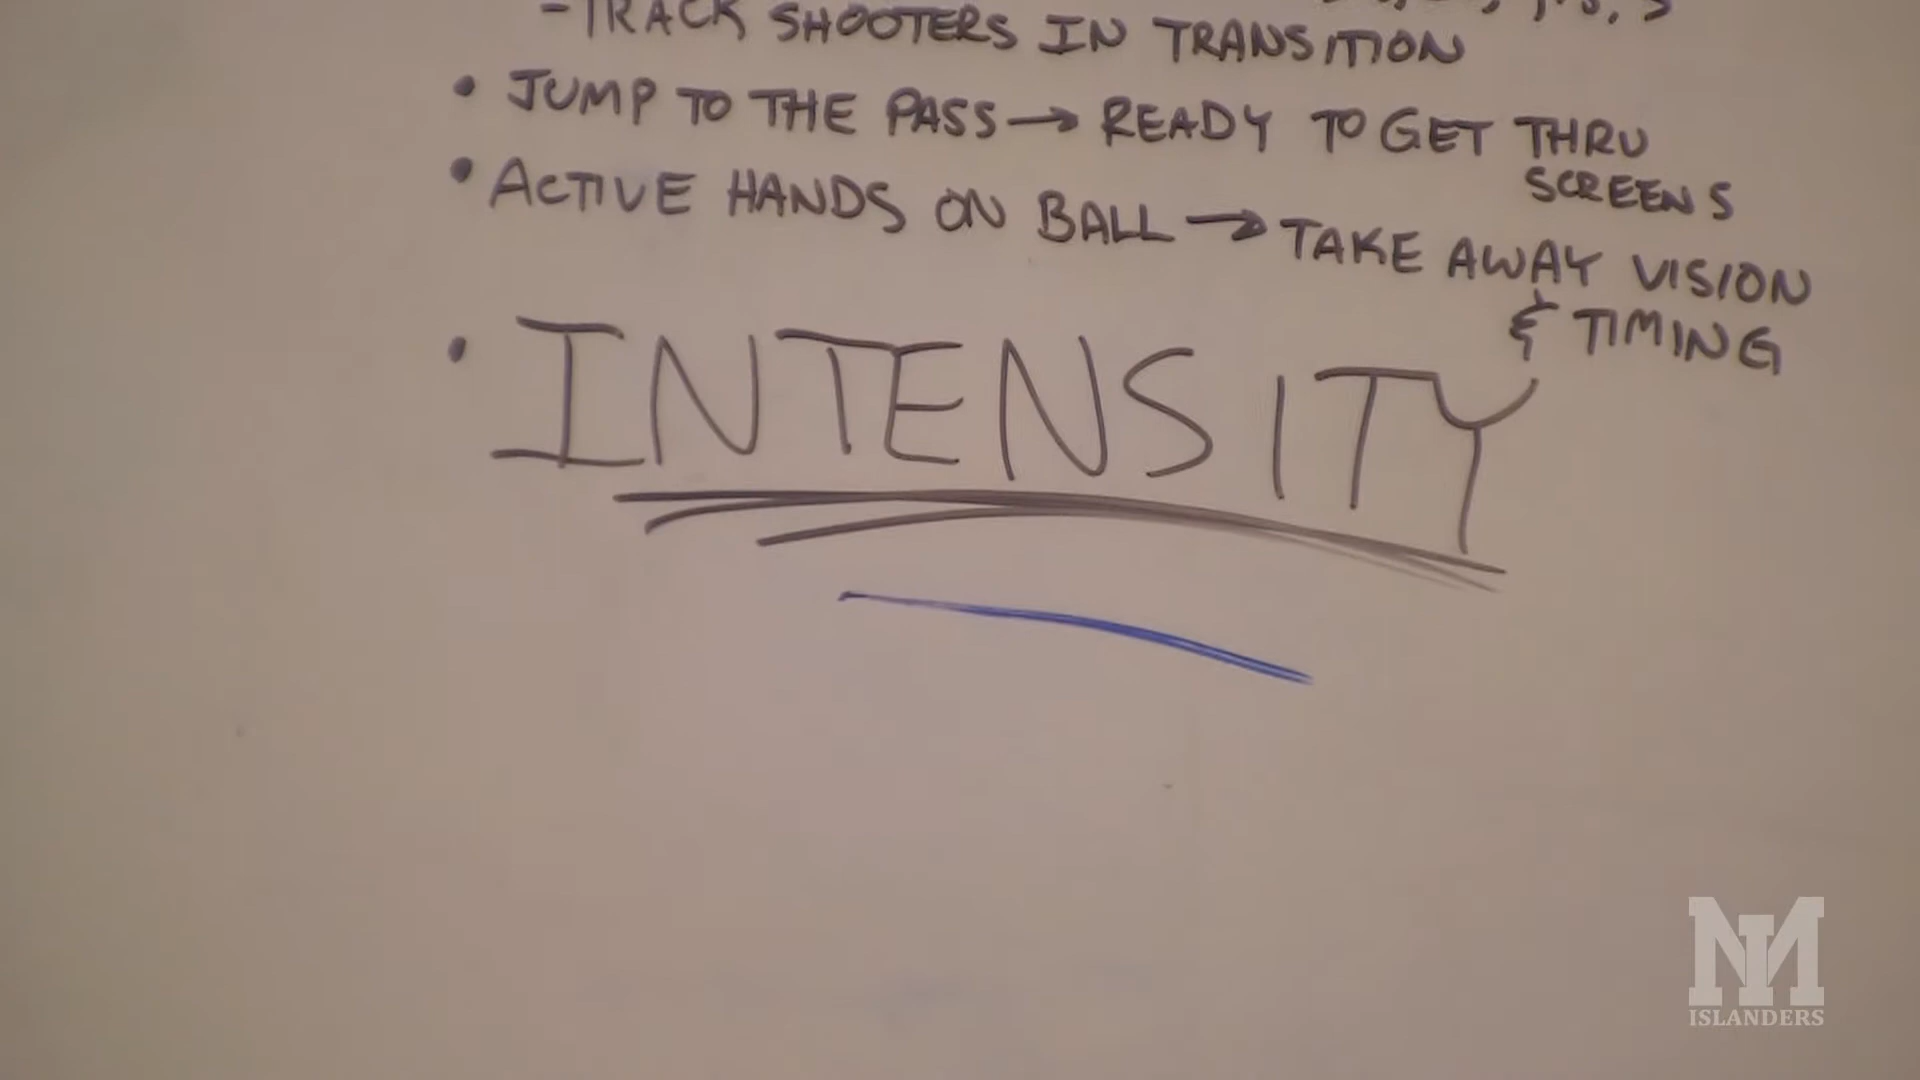 - TRACK SHOOTERS IN TRANSITION
• JUMP TO THE PASS → READY TO GET THRU
SCREENS
• ACTIVE HANDS ON BALL → TAKE AWAY VISION
& TIMING
• INTENSITY
IM
ISLANDERS